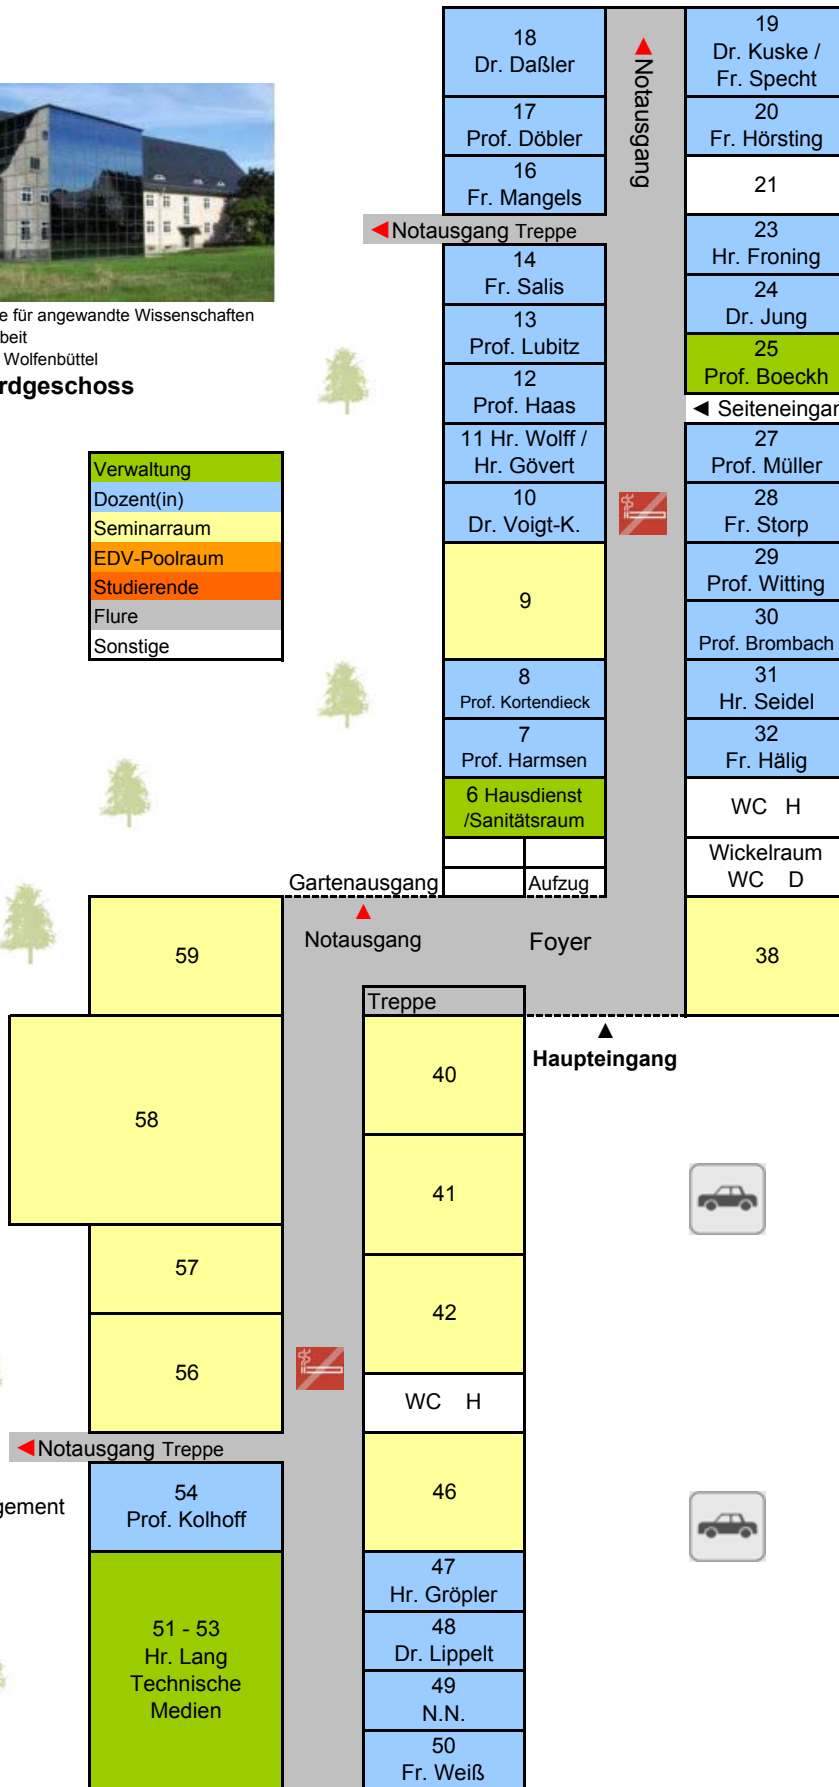 18
Dr. Daßler
17
Prof. Döbler
16
Fr. Mangels
Notausgang
19
Dr. Kuske /
Fr. Specht
20
Fr. Hörsting
21
e für angewandte Wissenschaften
beit
Wolfenbüttel
rdgeschoss
Notausgang Treppe
14
Fr. Salis
13
Prof. Lubitz
12
Prof. Haas
11 Hr. Wolff /
Hr. Gövert
10
Dr. Voigt-K.
9
8
Prof. Kortendieck
7
Prof. Harmsen
6 Hausdienst
/Sanitätsraum
Aufzug
23
Hr. Froning
24
Dr. Jung
25
Prof. Boeckh
Seiteneingan
27
Prof. Müller
28
Fr. Storp
29
Prof. Witting
30
Prof. Brombach
31
Hr. Seidel
32
Fr. Hälig
WC H
Wickelraum
WC D
38
Verwaltung
Dozent(in)
Seminarraum
EDV-Poolraum
Studierende
Flure
Sonstige
Gartenausgang
Notausgang
Foyer
Treppe
Haupteingang
59
58
57
56
40
41
42
WC H
46
Notausgang Treppe
gement
54
Prof. Kolhoff
51 - 53
Hr. Lang
Technische
Medien
47
Hr. Gröpler
48
Dr. Lippelt
49
N.N.
50
Fr. Weiß